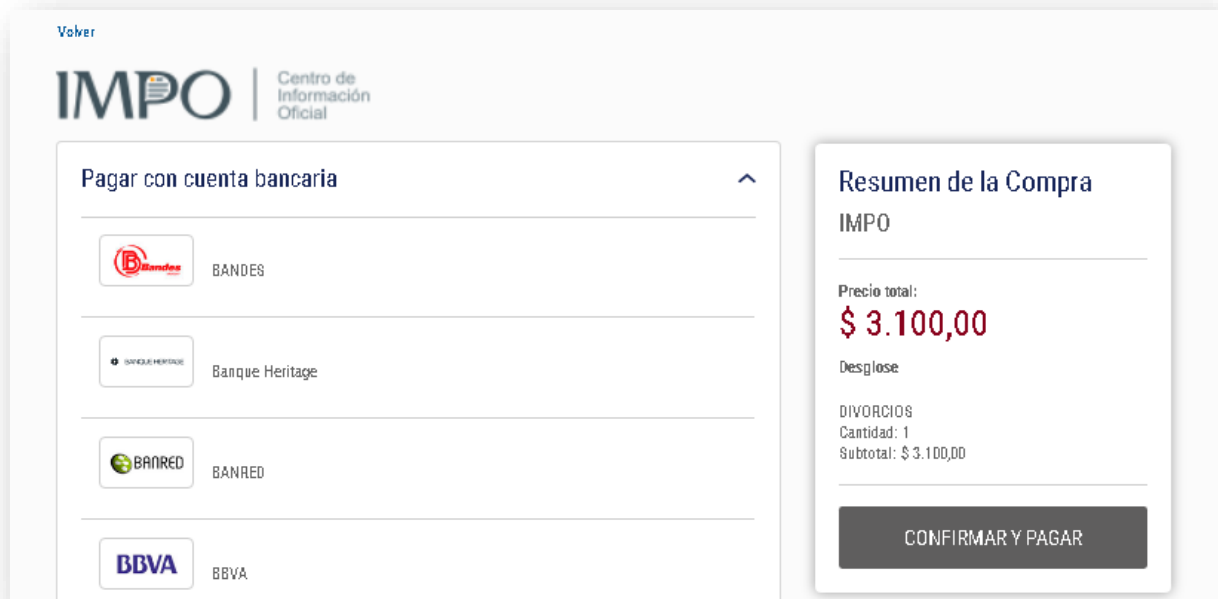 Volver
IMPO
Centro de
Información
Oficial
Pagar con cuenta bancaria
Bandes
BANDES
BANQUE HERITAGE
Banque Heritage
BANRED
BANRED
BBVA
BBVA
Resumen de la Compra
IMPO
Precio total:
$ 3.100,00
Desglose
DIVORCIOS
Cantidad: 1
Subtotal: $ 3.100,00
CONFIRMAR Y PAGAR